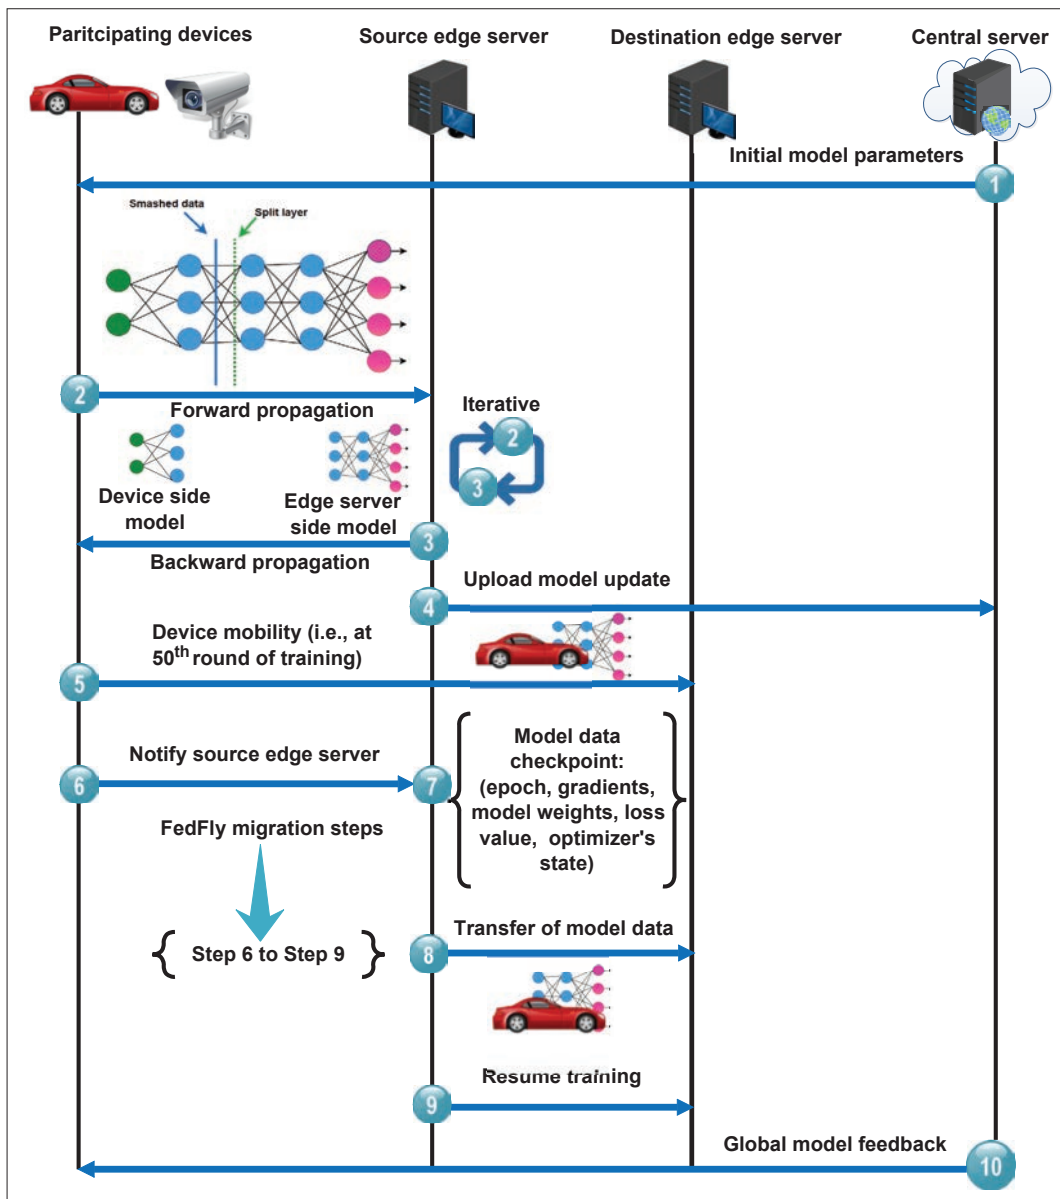 Paritcipating devices
Source edge server
Destination edge server
Central server
Initial model parameters
1
Smashed data
Split layer
2
Forward propagation
Iterative
2
3
Device side
model
Edge server
side model
3
Backward propagation
Upload model update
4
Device mobility (i.e., at
50th round of training)
5
Notify source edge server
6
7
Model data
checkpoint:
(epoch, gradients,
model weights, loss
value, optimizer's
state)
FedFly migration steps
Step 6 to Step 9
Transfer of model data
8
Resume training
9
Global model feedback
10